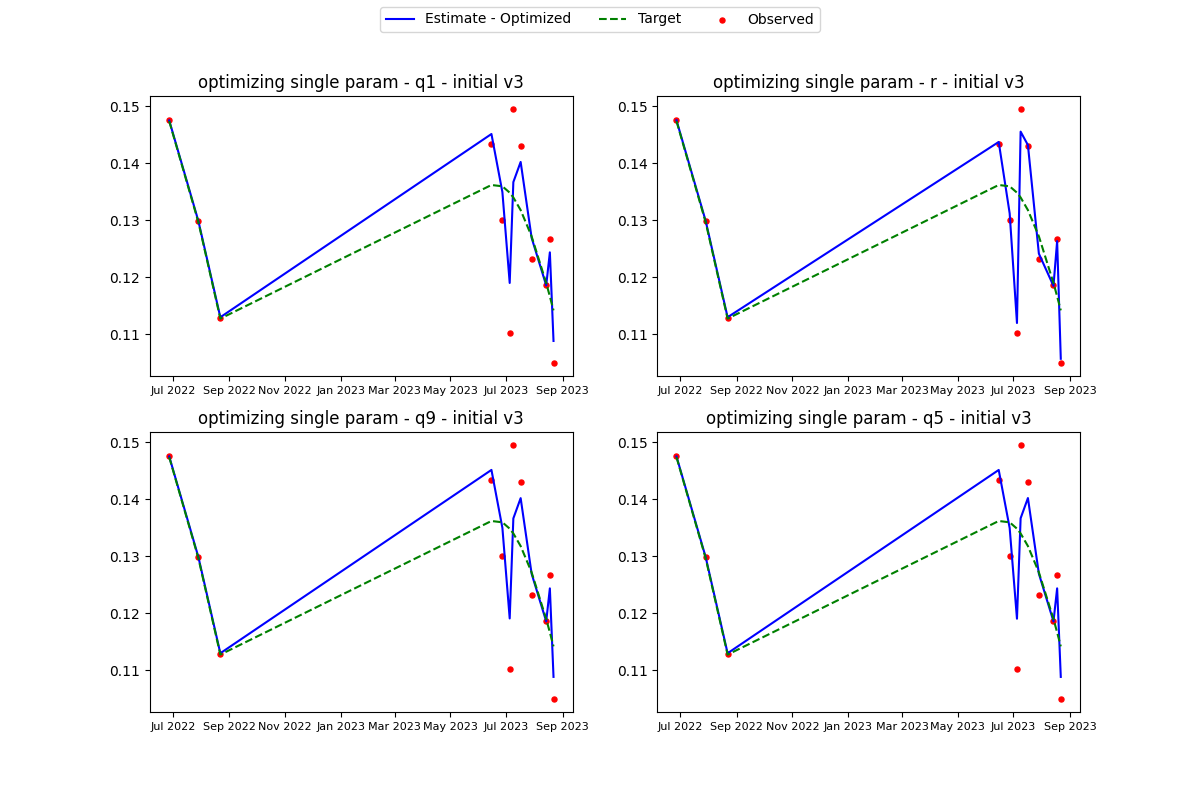 Estimate - Optimized Target Observed
optimizing single param - q1 - initial v3
0.15
0.14
0.13
0.12
0.11
Jul 2022 Sep 2022 Nov 2022 Jan 2023 Mar 2023 May 2023 Jul 2023 Sep 2023
optimizing single param - r - initial v3
0.15
0.14
0.13
0.12
0.11
Jul 2022 Sep 2022 Nov 2022 Jan 2023 Mar 2023 May 2023 Jul 2023 Sep 2023
optimizing single param - q9 - initial v3
0.15
0.14
0.13
0.12
0.11
Jul 2022 Sep 2022 Nov 2022 Jan 2023 Mar 2023 May 2023 Jul 2023 Sep 2023
optimizing single param - q5 - initial v3
0.15
0.14
0.13
0.12
0.11
Jul 2022 Sep 2022 Nov 2022 Jan 2023 Mar 2023 May 2023 Jul 2023 Sep 2023